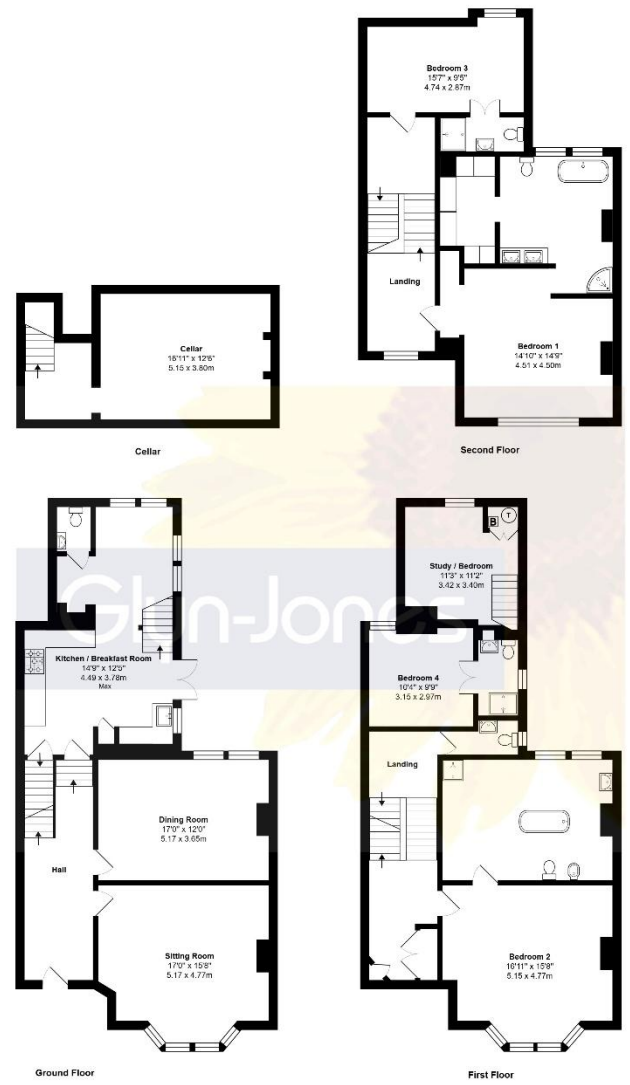 Bedroom 3
15'7" x 9'5"
4.74 x 2.87m
Landing
Bedroom 1
14'10" x 14'9"
4.51 x 4.50m
Second Floor
Cellar
16'11" x 12'6"
5.15 x 3.80m
Cellar
Glyn-Jones
Kitchen / Breakfast Room
14'9" x 12'5"
4.49 x 3.78m
Max
Dining Room
17'0" x 12'0"
5.17 x 3.65m
Hall
Sitting Room
17'0" x 15'8"
5.17 x 4.77m
Ground Floor
B
T
Study / Bedroom
11'3" x 11'2"
3.42 x 3.40m
Bedroom 4
10'4" x 9'9"
3.15 x 2.97m
Landing
Bedroom 2
16'11" x 15'8"
5.15 x 4.77m
First Floor